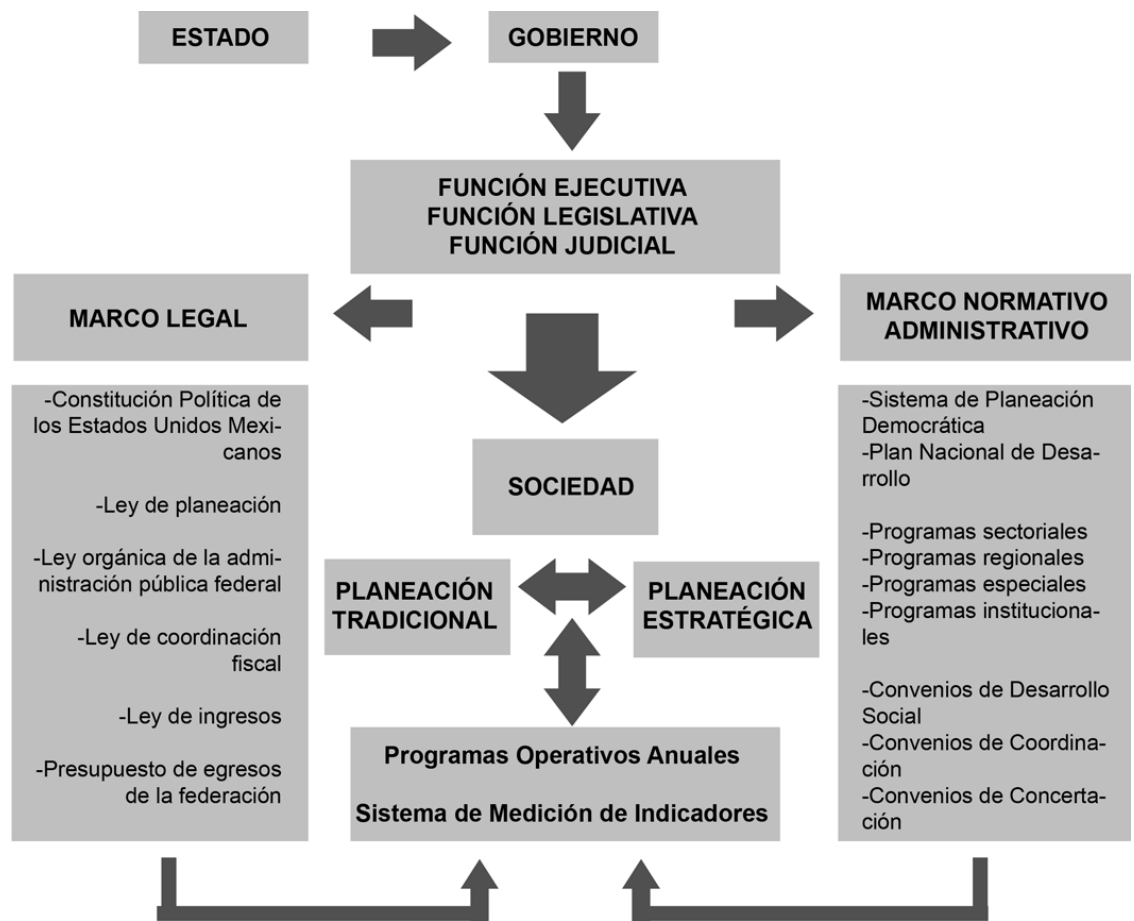 ESTADO
GOBIERNO
FUNCIÓN EJECUTIVA
FUNCIÓN LEGISLATIVA
FUNCIÓN JUDICIAL
MARCO LEGAL
MARCO NORMATIVO
ADMINISTRATIVO
-Constitución Política de
los Estados Unidos Mexi-
canos
-Ley de planeación
-Ley orgánica de la admi-
nistración pública federal
-Ley de coordinación
fiscal
-Ley de ingresos
-Presupuesto de egresos
de la federación
SOCIEDAD
PLANEACIÓN
TRADICIONAL
PLANEACIÓN
ESTRATÉGICA
Programas Operativos Anuales
Sistema de Medición de Indicadores
-Sistema de Planeación
Democrática
-Plan Nacional de Desa-
rrollo
-Programas sectoriales
-Programas regionales
-Programas especiales
-Programas instituciona-
les
-Convenios de Desarrollo
Social
-Convenios de Coordina-
ción
-Convenios de Concerta-
ción